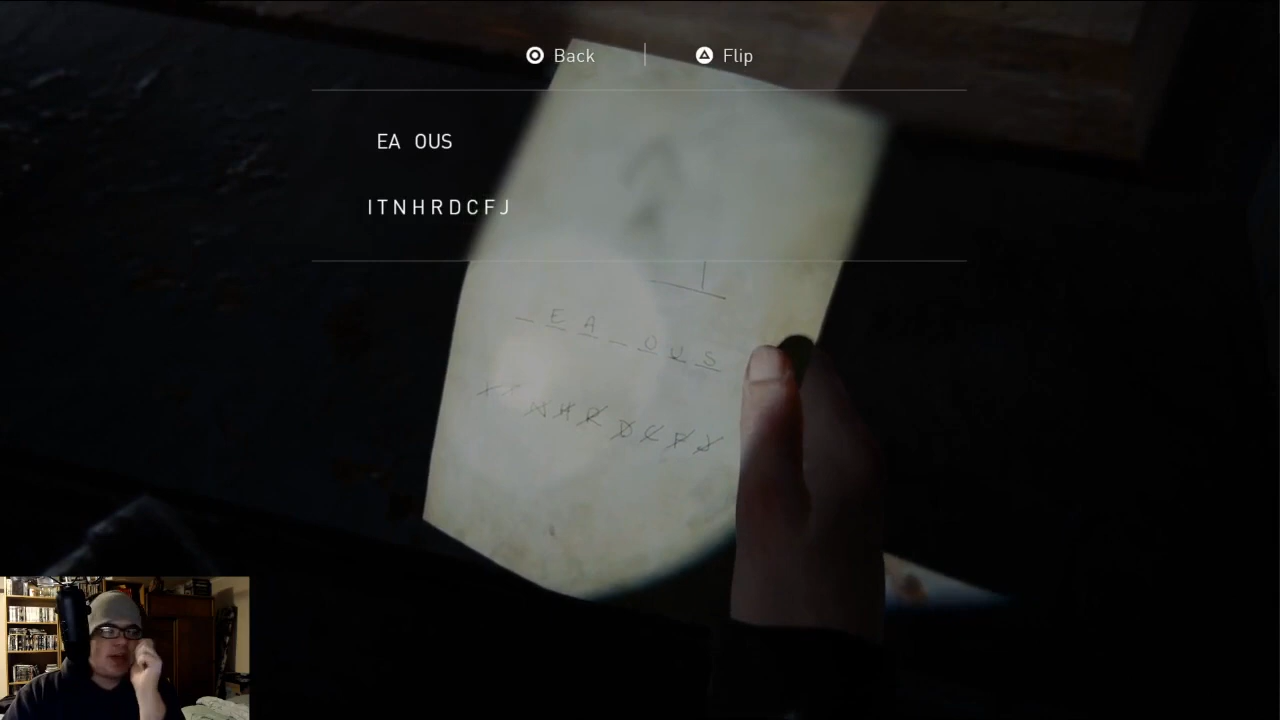 Back | Flip
EA OUS
ITNHRDCFJ
_ E A _ O U S
N H R D C F J